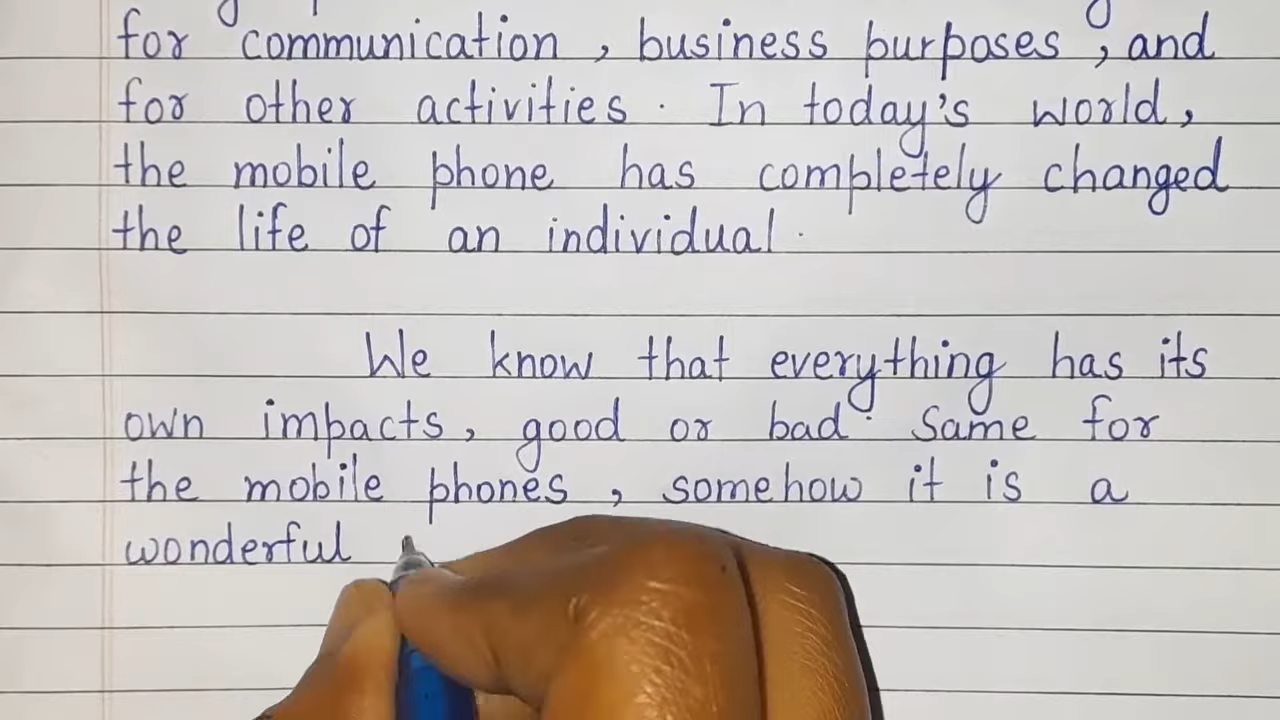 for communication, business purposes, and
for other activities. In today's world,
the mobile phone has completely changed
the life of an individual.
We know that everything has its
own impacts, good or bad. Same for
the mobile phones, somehow it is a
wonderful